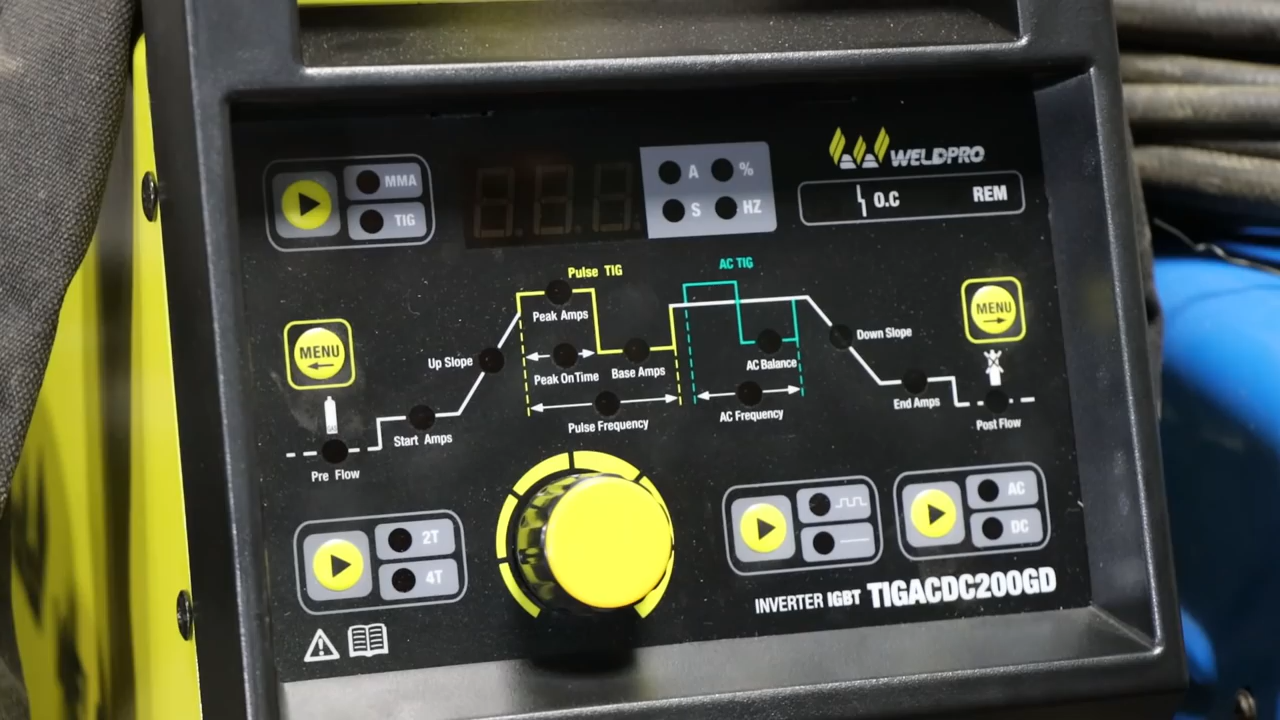 WELDPRO
MMA
TIG
A
%
S
HZ
O.C
REM
Pulse TIG
AC TIG
MENU
MENU
Peak Amps
Up Slope
Down Slope
Peak On Time
Base Amps
AC Balance
Start Amps
Pulse Frequency
AC Frequency
End Amps
Post Flow
Pre Flow
2T
4T
AC
DC
INVERTER IGBT TIGACDC200GD